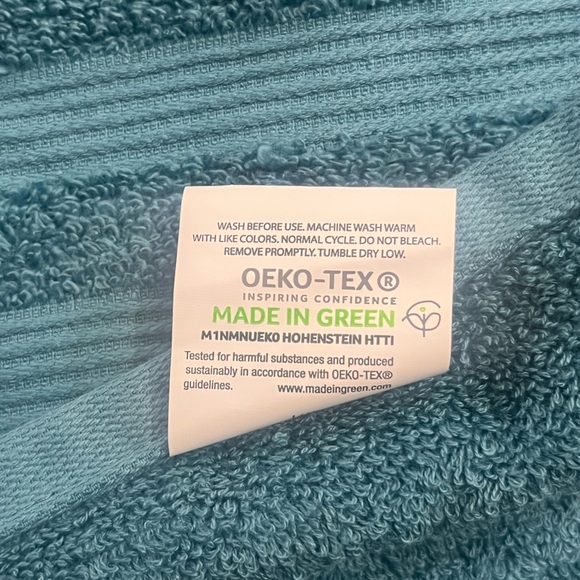 WASH BEFORE USE. MACHINE WASH WARM
WITH LIKE COLORS. NORMAL CYCLE. DO NOT BLEACH.
REMOVE PROMPTLY. TUMBLE DRY LOW.
OEKO-TEX®
INSPIRING CONFIDENCE
MADE IN GREEN
M1NMNUEK0 HOHENSTEIN HTTI
Tested for harmful substances and produced
sustainably in accordance with OEKO-TEX®
guidelines. www.madeingreen.com